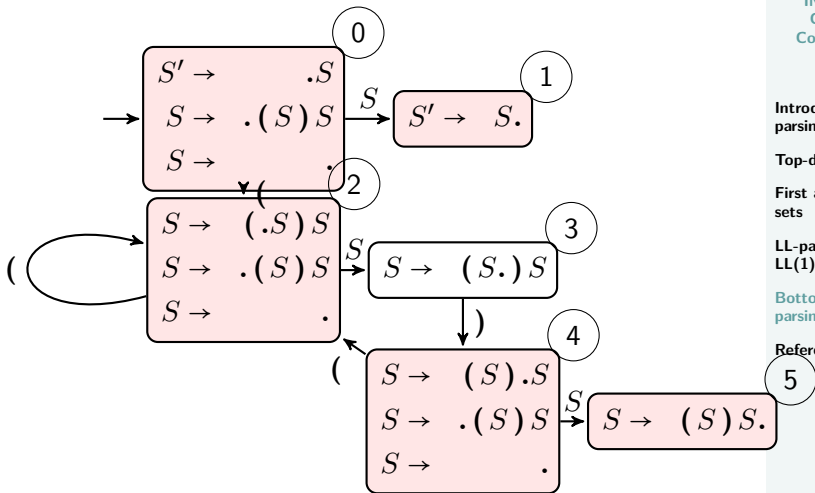 0
S′ → .S
S → .(S)S
S → .
S
1
S′ → S.
(
2
S → (.S)S
S → .(S)S
S → .
(
S
3
S → (S.)S
)
4
S → (S).S
S → .(S)S
S → .
(
S
5
S → (S)S.
Introd
parsin
Top-d
First a
sets
LL-pa
LL(1)
Botto
parsin
Refere